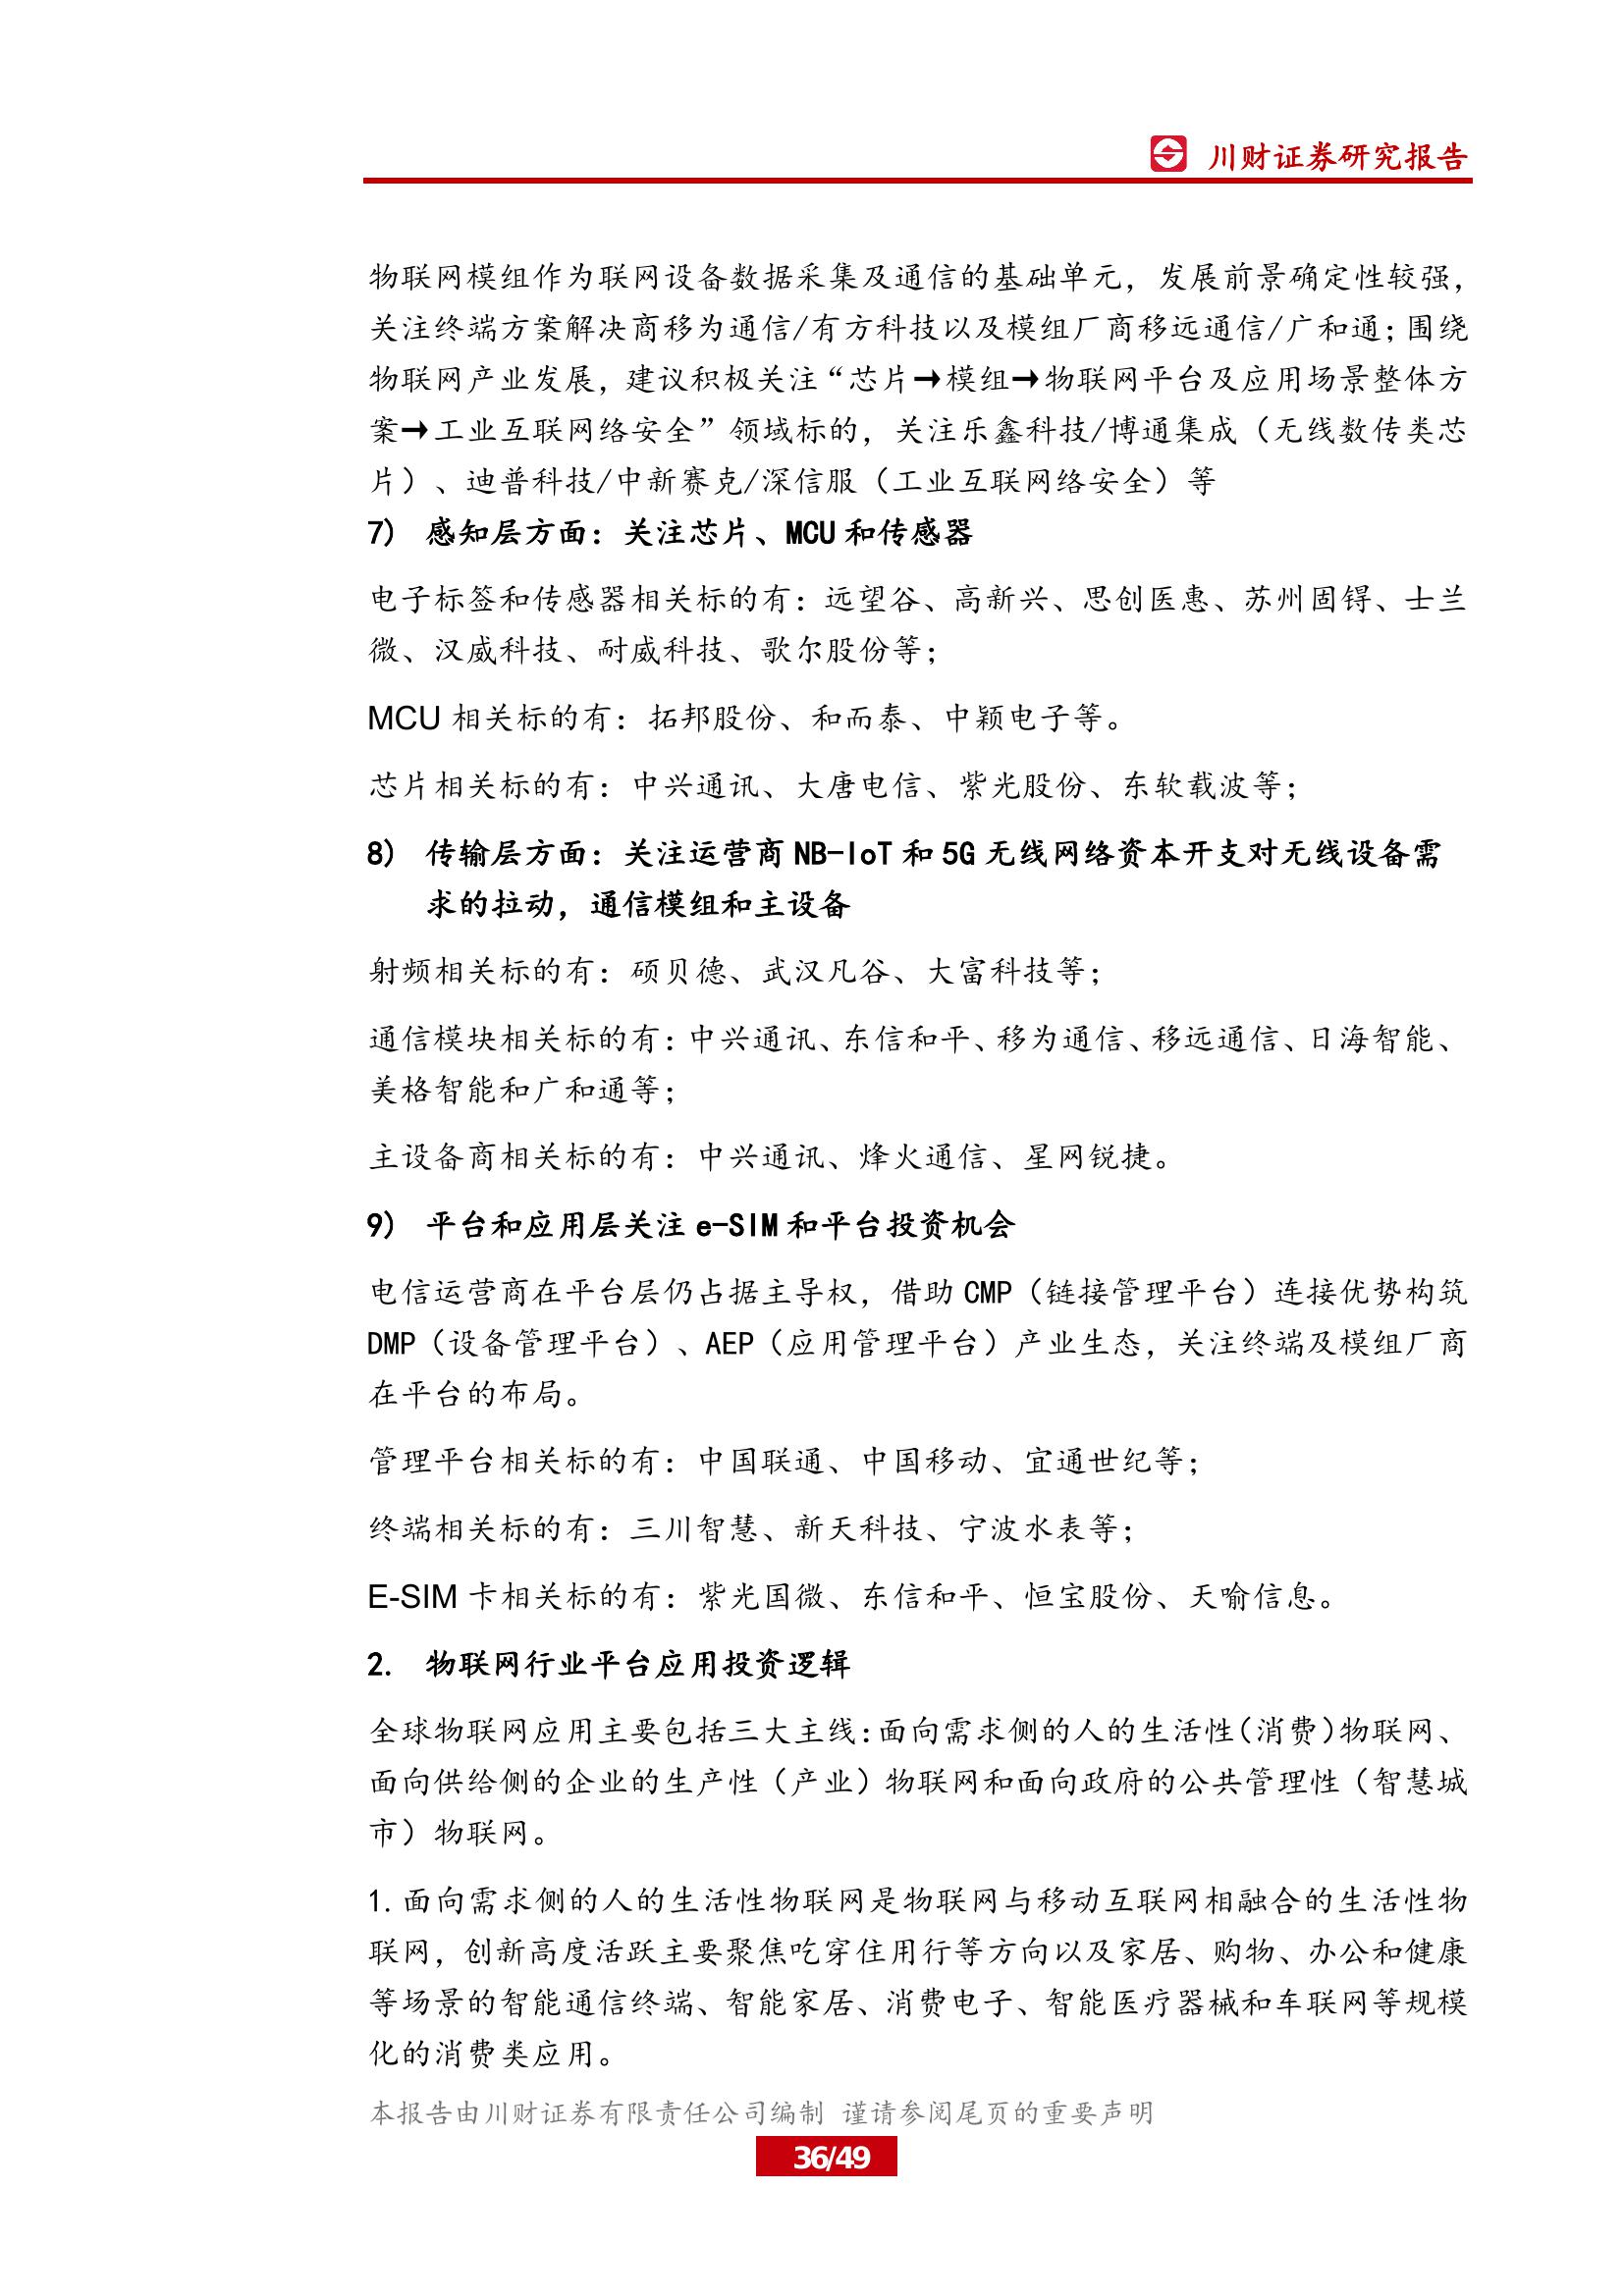 川财证券研究报告
物联网模组作为联网设备数据采集及通信的基础单元，发展前景确定性较强，
关注终端方案解决商移为通信/有方科技以及模组厂商移远通信/广和通；围绕
物联网产业发展，建议积极关注“芯片→模组→物联网平台及应用场景整体方
案→工业互联网络安全”领域标的，关注乐鑫科技/博通集成（无线数传类芯
片）、迪普科技/中新赛克/深信服（工业互联网络安全）等
7) 感知层方面：关注芯片、MCU 和传感器
电子标签和传感器相关标的有：远望谷、高新兴、思创医惠、苏州固锝、士兰
微、汉威科技、耐威科技、歌尔股份等；
MCU 相关标的有：拓邦股份、和而泰、中颖电子等。
芯片相关标的有：中兴通讯、大唐电信、紫光股份、东软载波等；
8) 传输层方面：关注运营商 NB-IoT 和 5G 无线网络资本开支对无线设备需
求的拉动，通信模组和主设备
射频相关标的有：硕贝德、武汉凡谷、大富科技等；
通信模块相关标的有：中兴通讯、东信和平、移为通信、移远通信、日海智能、
美格智能和广和通等；
主设备商相关标的有：中兴通讯、烽火通信、星网锐捷。
9) 平台和应用层关注 e-SIM 和平台投资机会
电信运营商在平台层仍占据主导权，借助 CMP（链接管理平台）连接优势构筑
DMP（设备管理平台）、AEP（应用管理平台）产业生态，关注终端及模组厂商
在平台的布局。
管理平台相关标的有：中国联通、中国移动、宜通世纪等；
终端相关标的有：三川智慧、新天科技、宁波水表等；
E-SIM 卡相关标的有：紫光国微、东信和平、恒宝股份、天喻信息。
2. 物联网行业平台应用投资逻辑
全球物联网应用主要包括三大主线：面向需求侧的人的生活性（消费）物联网、
面向供给侧的企业的生产性（产业）物联网和面向政府的公共管理性（智慧城
市）物联网。
1. 面向需求侧的人的生活性物联网是物联网与移动互联网相融合的生活性物
联网，创新高度活跃主要聚焦吃穿住用行等方向以及家居、购物、办公和健康
等场景的智能通信终端、智能家居、消费电子、智能医疗器械和车联网等规模
化的消费类应用。
本报告由川财证券有限责任公司编制 谨请参阅尾页的重要声明
36/49